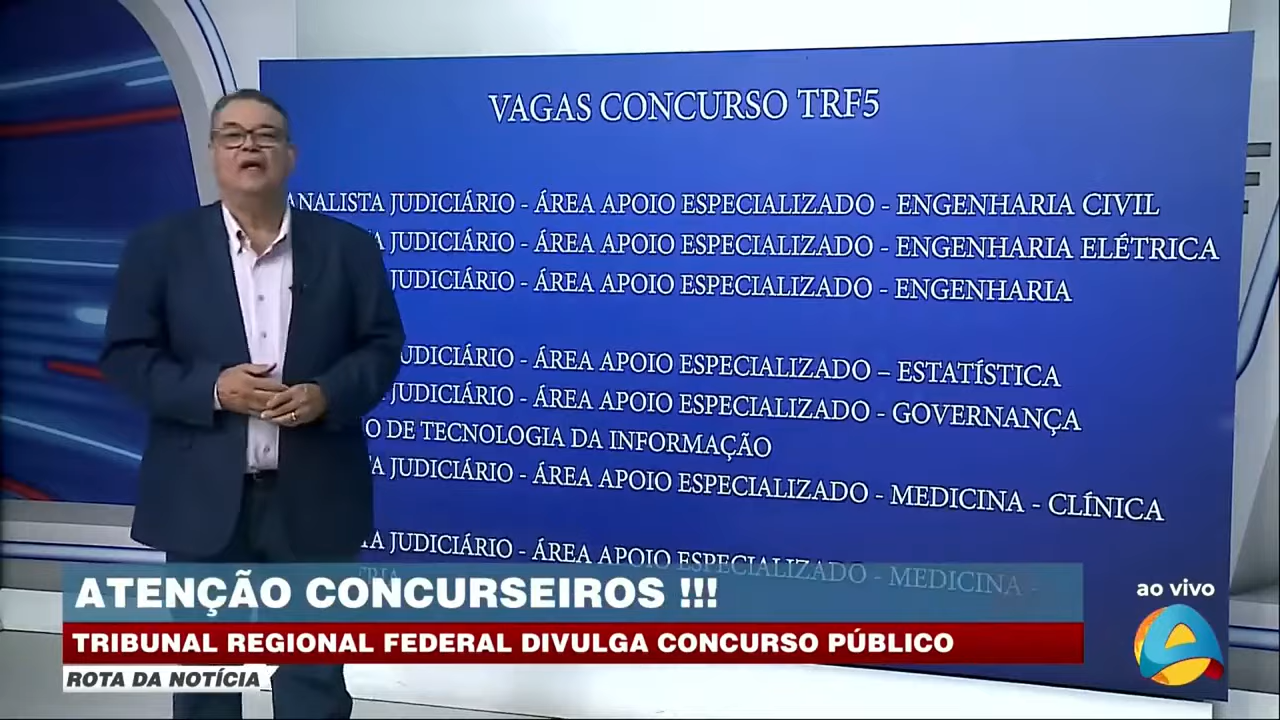 VAGAS CONCURSO TRF5
ANALISTA JUDICIÁRIO - ÁREA APOIO ESPECIALIZADO - ENGENHARIA CIVIL
JUDICIÁRIO - ÁREA APOIO ESPECIALIZADO - ENGENHARIA ELÉTRICA
JUDICIÁRIO - ÁREA APOIO ESPECIALIZADO - ENGENHARIA
UDICIÁRIO - ÁREA APOIO ESPECIALIZADO – ESTATÍSTICA
JUDICIÁRIO - ÁREA APOIO ESPECIALIZADO - GOVERNANÇA
O DE TECNOLOGIA DA INFORMAÇÃO
TA JUDICIÁRIO - ÁREA APOIO ESPECIALIZADO - MEDICINA - CLÍNICA
TA JUDICIÁRIO - ÁREA APOIO ESPECIALIZADO - MEDICINA -
ATENÇÃO CONCURSEIROS !!!
TRIBUNAL REGIONAL FEDERAL DIVULGA CONCURSO PÚBLICO
ROTA DA NOTÍCIA
ao vivo